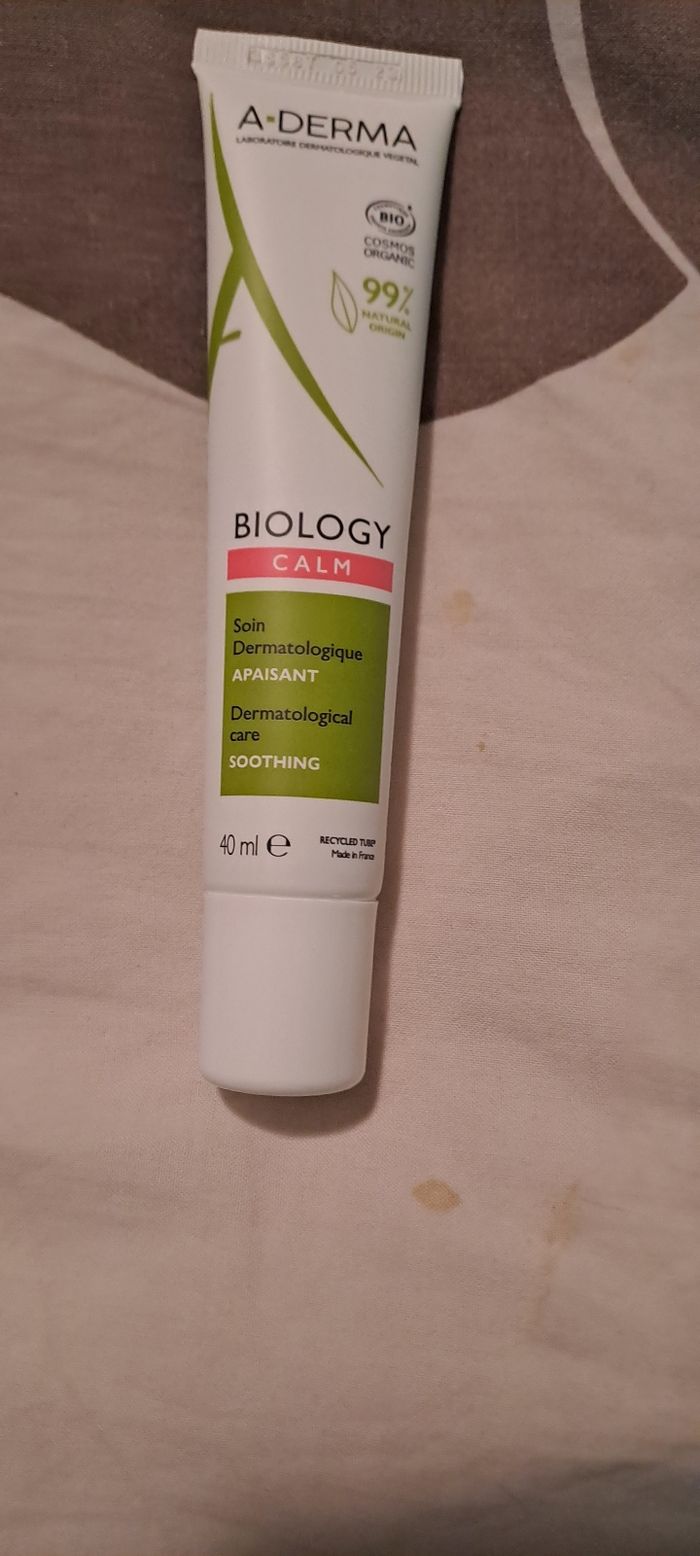 A-DERMA
LABORATOIRE DERMATOLOGIQUE VEGETAL
BIO
COSMOS
ORGANIC
99%
NATURAL
ORIGIN
BIOLOGY
CALM
Soin
Dermatologique
APAISANT
Dermatological
care
SOOTHING
40 ml e
RECYCLED TUBE*
Made in France